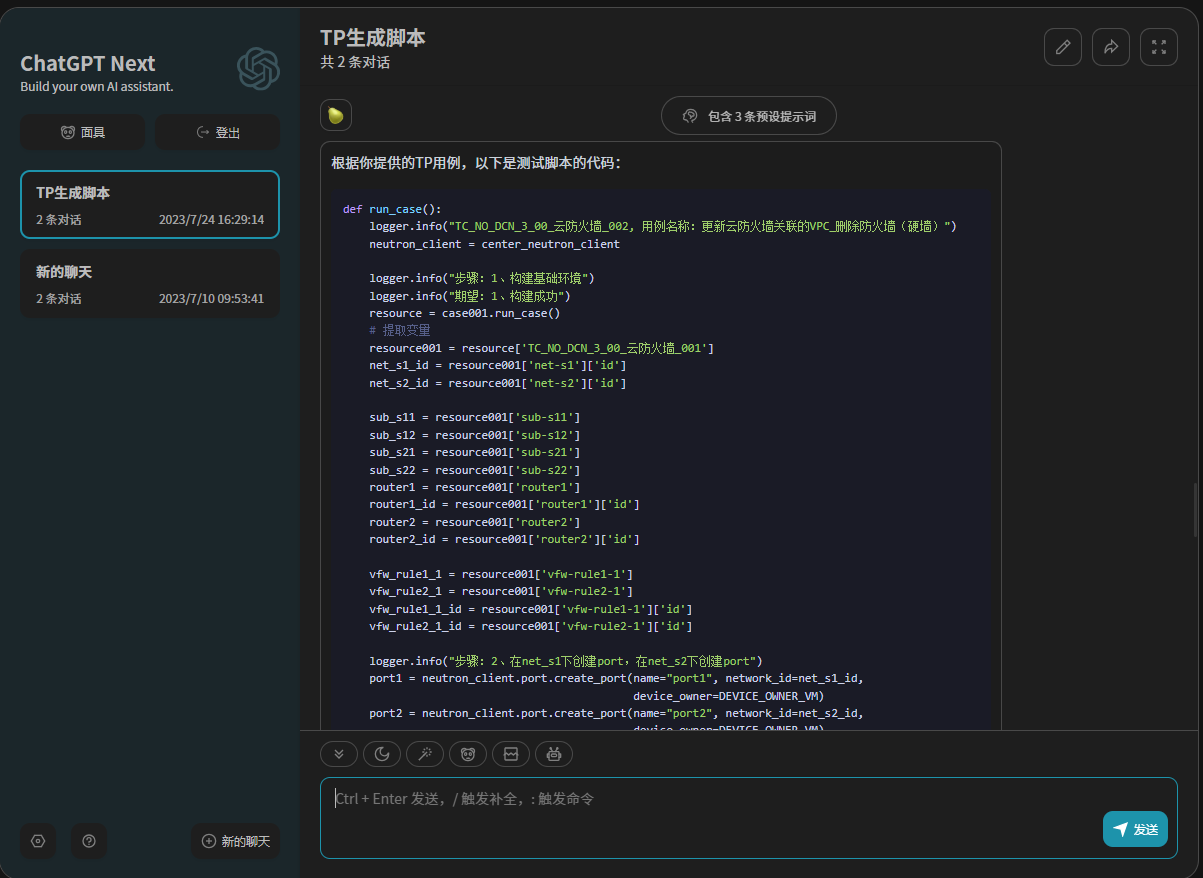 ChatGPT Next
Build your own AI assistant.
面具
登出
TP生成脚本
2 条对话
2023/7/24 16:29:14
新的聊天
2 条对话
2023/7/10 09:53:41
新的聊天
TP生成脚本
共 2 条对话
包含 3 条预设提示词
根据你提供的TP用例，以下是测试脚本的代码：
def run_case():
    logger.info("TC_NO_DCN_3_00_云防火墙_002, 用例名称：更新云防火墙关联的VPC_删除防火墙（硬墙）")
    neutron_client = center_neutron_client
    logger.info("步骤：1、构建基础环境")
    logger.info("期望：1、构建成功")
    resource = case001.run_case()
    # 提取变量
    resource001 = resource['TC_NO_DCN_3_00_云防火墙_001']
    net_s1_id = resource001['net-s1']['id']
    net_s2_id = resource001['net-s2']['id']
    sub_s11 = resource001['sub-s11']
    sub_s12 = resource001['sub-s12']
    sub_s21 = resource001['sub-s21']
    sub_s22 = resource001['sub-s22']
    router1 = resource001['router1']
    router1_id = resource001['router1']['id']
    router2 = resource001['router2']
    router2_id = resource001['router2']['id']
    vfw_rule1_1 = resource001['vfw-rule1-1']
    vfw_rule2_1 = resource001['vfw-rule2-1']
    vfw_rule1_1_id = resource001['vfw-rule1-1']['id']
    vfw_rule2_1_id = resource001['vfw-rule2-1']['id']
    logger.info("步骤：2、在net_s1下创建port，在net_s2下创建port")
    port1 = neutron_client.port.create_port(name="port1", network_id=net_s1_id,
                                            device_owner=DEVICE_OWNER_VM)
    port2 = neutron_client.port.create_port(name="port2", network_id=net_s2_id,
                                            device_owner=DEVICE_OWNER_VM)
Ctrl + Enter 发送，/ 触发补全，: 触发命令
发送